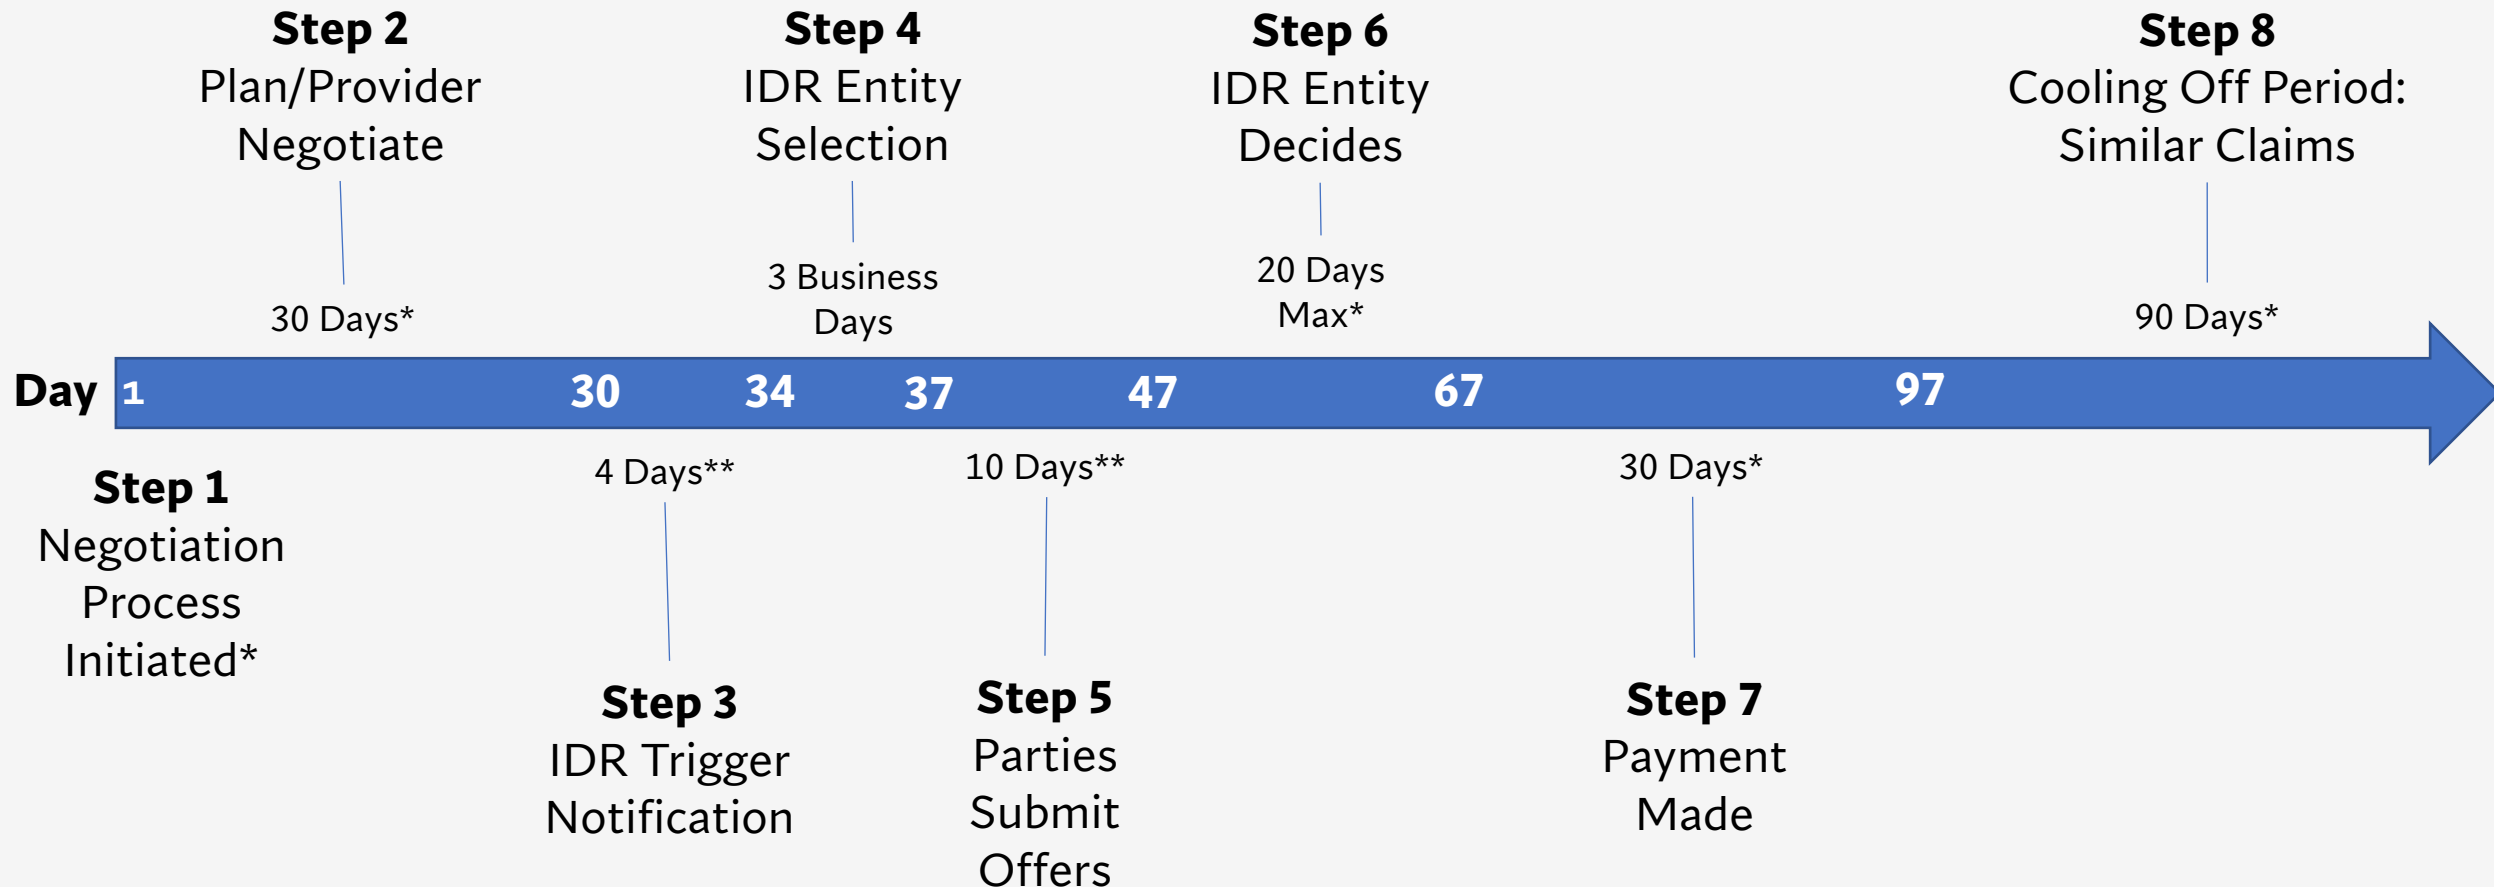 Step 2
Plan/Provider
Negotiate
30 Days*
Step 4
IDR Entity
Selection
3 Business
Days
Step 6
IDR Entity
Decides
20 Days
Max*
Step 8
Cooling Off Period:
Similar Claims
90 Days*
Day 1 30 34 37 47 67 97
Step 1
Negotiation
Process
Initiated*
4 Days**
Step 3
IDR Trigger
Notification
10 Days**
Step 5
Parties
Submit
Offers
30 Days*
Step 7
Payment
Made